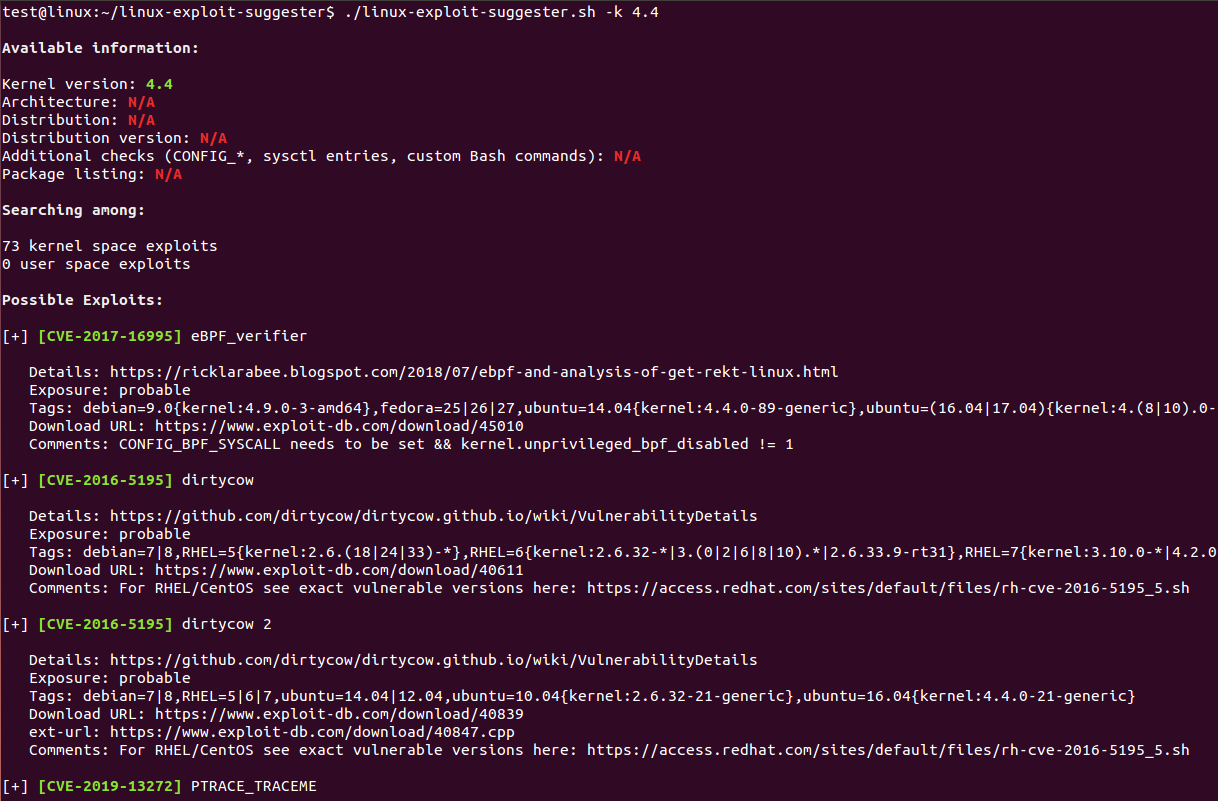 test@linux:~/linux-exploit-suggester$ ./linux-exploit-suggester.sh -k 4.4
Available information:
Kernel version: 4.4
Architecture: N/A
Distribution: N/A
Distribution version: N/A
Additional checks (CONFIG_*, sysctl entries, custom Bash commands): N/A
Package listing: N/A
Searching among:
73 kernel space exploits
0 user space exploits
Possible Exploits:
[+] [CVE-2017-16995] eBPF_verifier
Details: https://ricklarabee.blogspot.com/2018/07/ebpf-and-analysis-of-get-rekt-linux.html
Exposure: probable
Tags: debian=9.0{kernel:4.9.0-3-amd64},fedora=25|26|27,ubuntu=14.04{kernel:4.4.0-89-generic},ubuntu=(16.04|17.04){kernel:4.(8|10).0-
Download URL: https://www.exploit-db.com/download/45010
Comments: CONFIG_BPF_SYSCALL needs to be set && kernel.unprivileged_bpf_disabled != 1
[+] [CVE-2016-5195] dirtycow
Details: https://github.com/dirtycow/dirtycow.github.io/wiki/VulnerabilityDetails
Exposure: probable
Tags: debian=7|8,RHEL=5{kernel:2.6.(18|24|33)-*},RHEL=6{kernel:2.6.32-*|3.(0|2|6|8|10).*|2.6.33.9-rt31},RHEL=7{kernel:3.10.0-*|4.2.0
Download URL: https://www.exploit-db.com/download/40611
Comments: For RHEL/CentOS see exact vulnerable versions here: https://access.redhat.com/sites/default/files/rh-cve-2016-5195_5.sh
[+] [CVE-2016-5195] dirtycow 2
Details: https://github.com/dirtycow/dirtycow.github.io/wiki/VulnerabilityDetails
Exposure: probable
Tags: debian=7|8,RHEL=5|6|7,ubuntu=14.04|12.04,ubuntu=10.04{kernel:2.6.32-21-generic},ubuntu=16.04{kernel:4.4.0-21-generic}
Download URL: https://www.exploit-db.com/download/40839
ext-url: https://www.exploit-db.com/download/40847.cpp
Comments: For RHEL/CentOS see exact vulnerable versions here: https://access.redhat.com/sites/default/files/rh-cve-2016-5195_5.sh
[+] [CVE-2019-13272] PTRACE_TRACEME